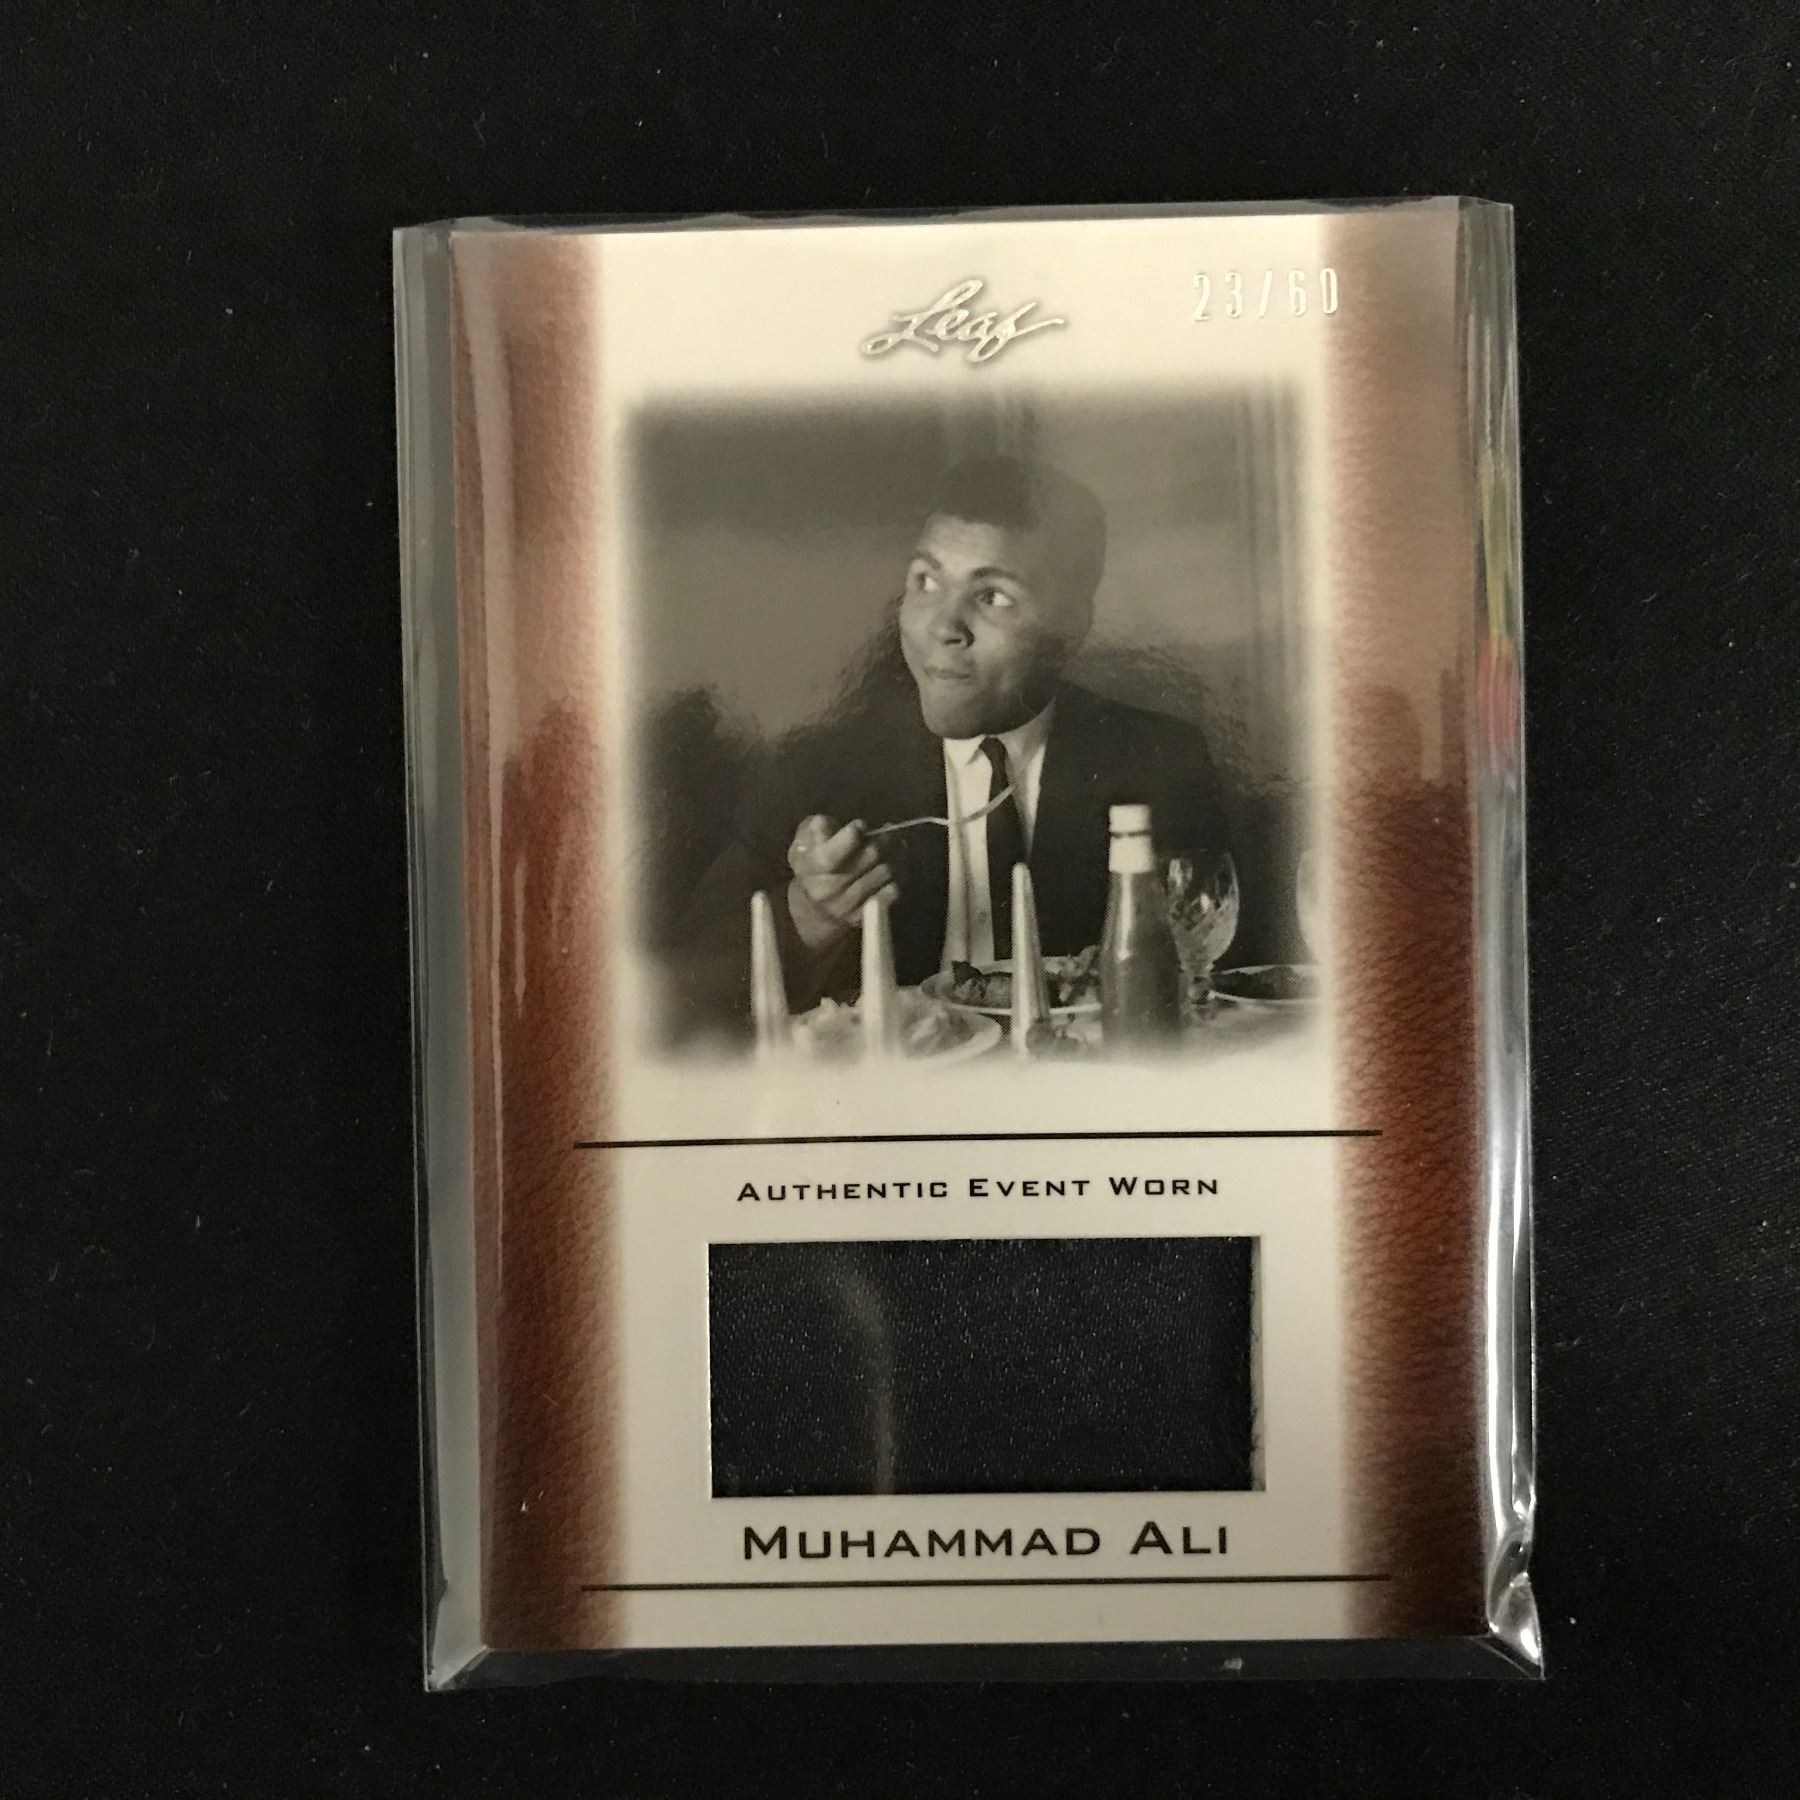 Leaf
23/60
AUTHENTIC EVENT WORN
MUHAMMAD ALI